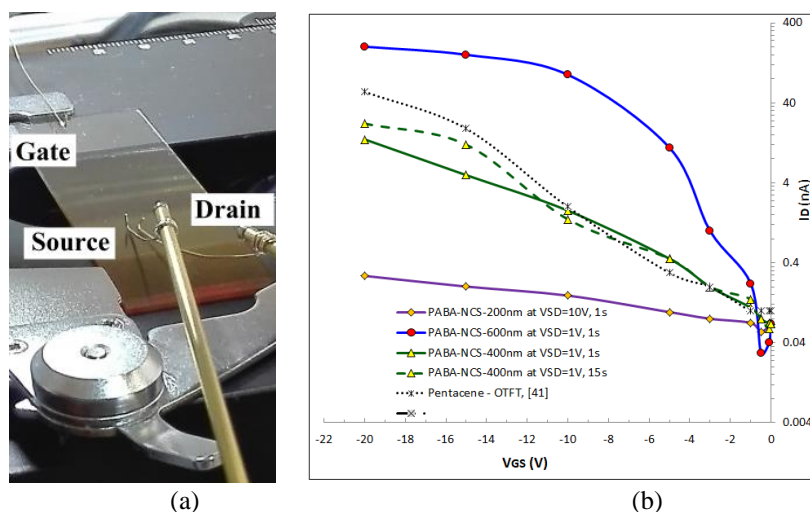 Gate
Drain
Source
400
40
4
0.4
0.04
0.004
ID (nA)
PABA-NCS-200nm at VSD=10V, 1s
PABA-NCS-600nm at VSD=1V, 1s
PABA-NCS-400nm at VSD=1V, 1s
PABA-NCS-400nm at VSD=1V, 15s
Pentacene - OTFT, [41]
.
-22 -20 -18 -16 -14 -12 -10 -8 -6 -4 -2 0
VGS (V)
(a) (b)